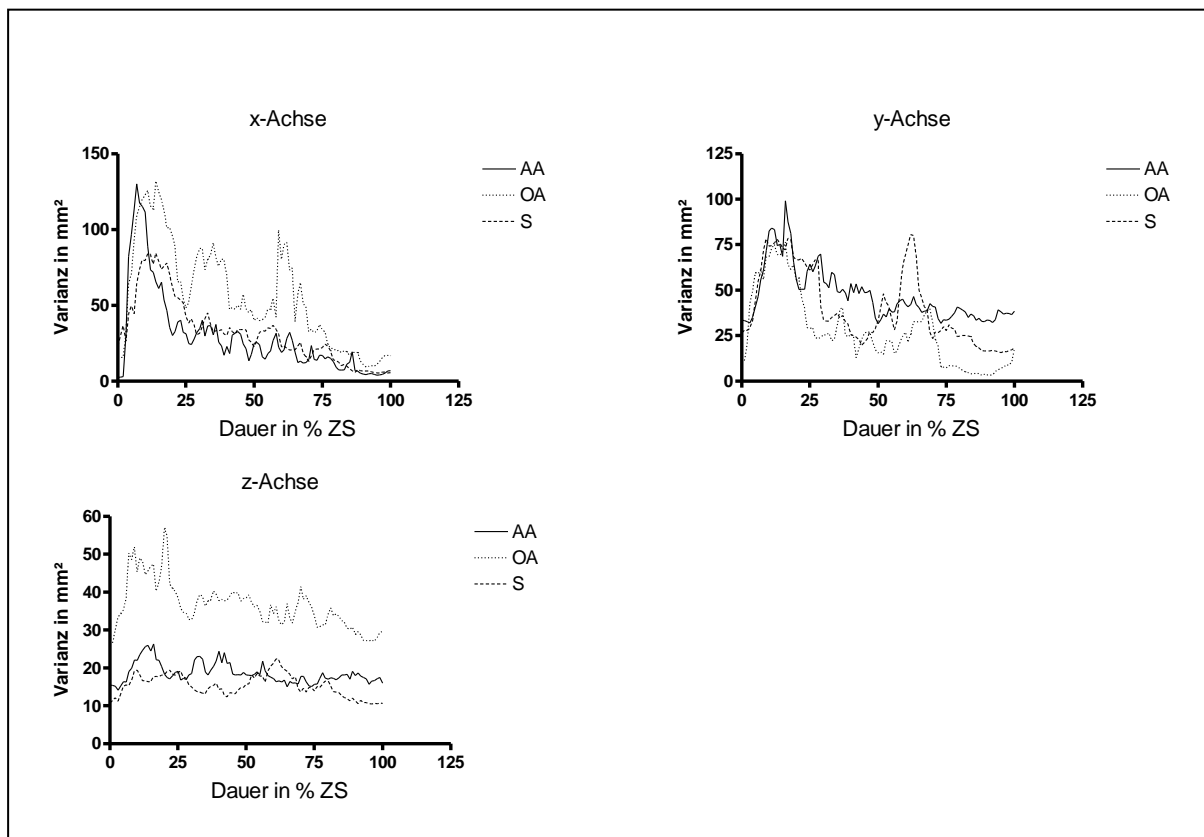 x-Achse
150
100
50
0
Varianz in mm²
0 25 50 75 100 125
Dauer in % ZS
AA
OA
S
y-Achse
125
100
75
50
25
0
Varianz in mm²
0 25 50 75 100 125
Dauer in % ZS
AA
OA
S
z-Achse
60
50
40
30
20
10
0
Varianz in mm²
0 25 50 75 100 125
Dauer in % ZS
AA
OA
S